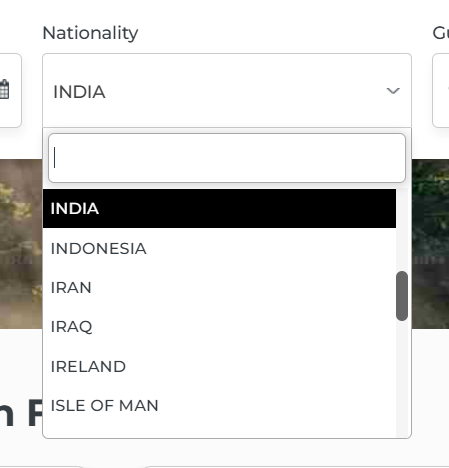 Nationality
INDIA
INDIA
INDONESIA
IRAN
IRAQ
IRELAND
ISLE OF MAN